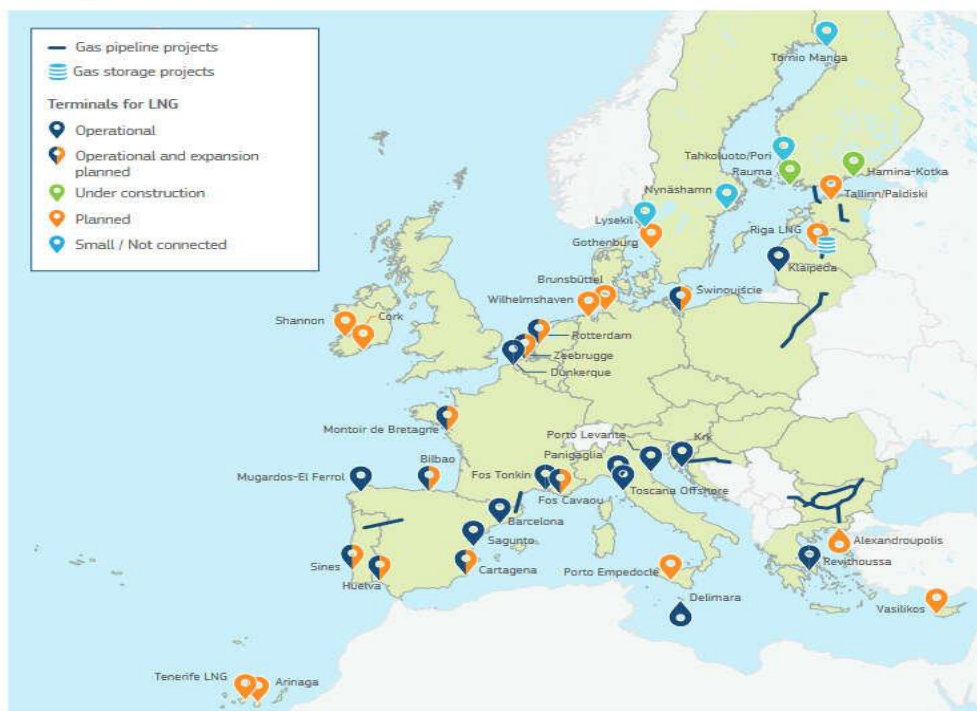 Gas pipeline projects
Gas storage projects
Terminals for LNG
Operational
Operational and expansion
planned
Under construction
Planned
Small / Not connected
Tornio Manga
Tahkoluoto/Pori
Rauma
Hamina-Kotka
Nynäshamn
Tallinn/Paldiski
Lysekil
Riga LNG
Gothenburg
Klaipeda
Brunsbüttel
Świnoujście
Wilhelmshaven
Shannon
Cork
Rotterdam
Zeebrugge
Dunkerque
Montoir de Bretagne
Porto Levante
Krk
Bilbao
Panigaglia
Mugardos-El Ferrol
Fos Tonkin
Toscana Offshore
Fos Cavaou
Barcelona
Sagunto
Alexandroupolis
Sines
Huelva
Cartagena
Porto Empedocle
Revithoussa
Delimara
Vasilikos
Tenerife LNG
Arinaga